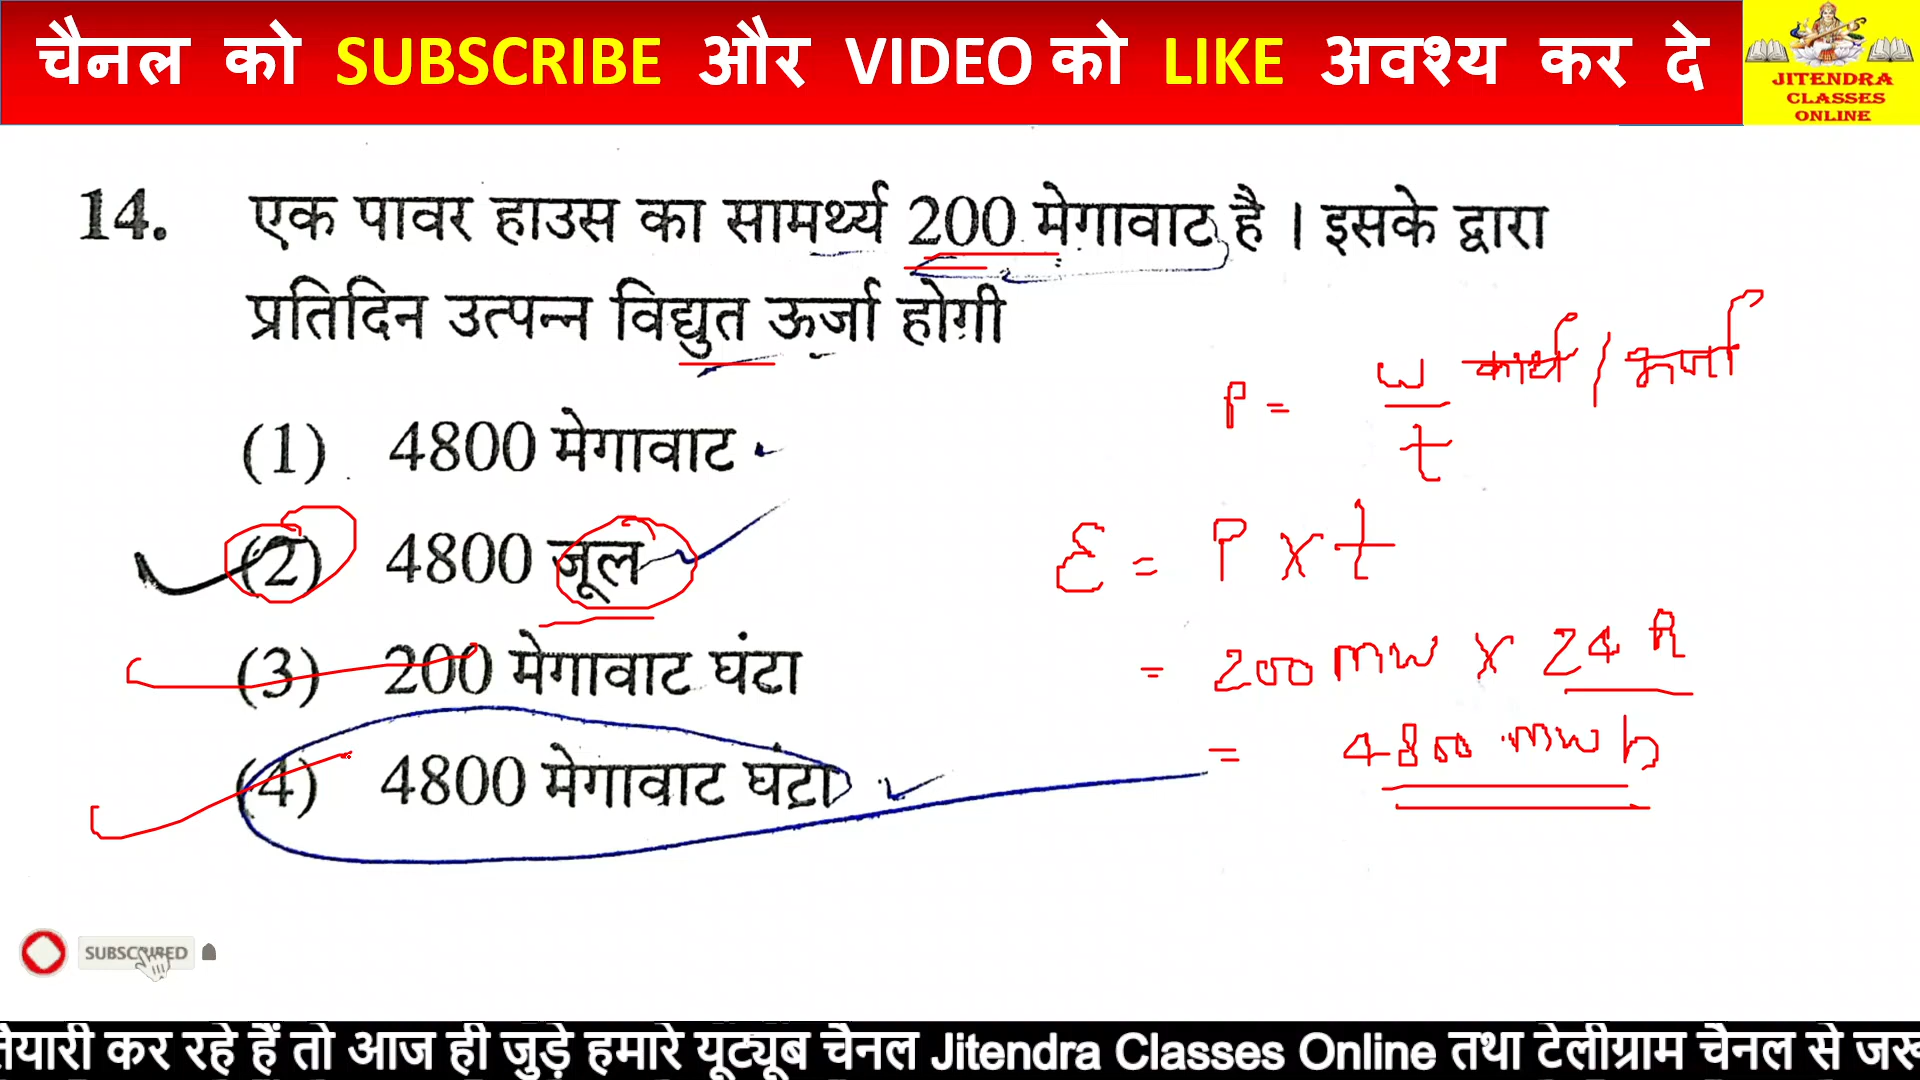 चैनल को SUBSCRIBE और VIDEO को LIKE अवश्य कर दे
JITENDRA
CLASSES
ONLINE
14. एक पावर हाउस का सामर्थ्य 200 मेगावाट है । इसके द्वारा
प्रतिदिन उत्पन्न विद्युत ऊर्जा होगी
(1) 4800 मेगावाट
(2) 4800 जूल
(3) 200 मेगावाट घंटा
(4) 4800 मेगावाट घंटा
P = w कार्य / ऊर्जा
t
E = P x t
= 200 mw x 24 h
= 4800 mw h
SUBSCRIBED
तैयारी कर रहे हैं तो आज ही जुड़े हमारे यूट्यूब चैनल Jitendra Classes Online तथा टेलीग्राम चैनल से